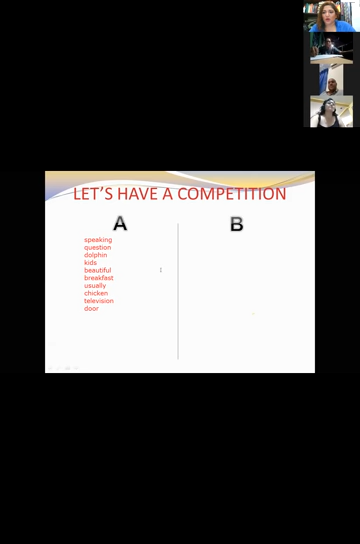 LET'S HAVE A COMPETITION
A
B
speaking
question
dolphin
kids
beautiful
breakfast
usually
chicken
television
door